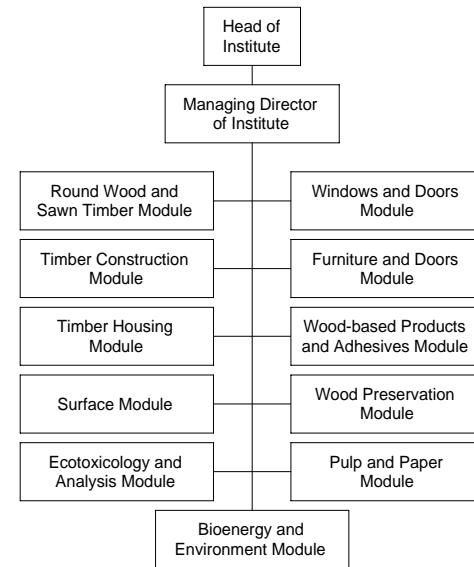 Head of
Institute
Managing Director
of Institute
Round Wood and
Sawn Timber Module
Windows and Doors
Module
Timber Construction
Module
Furniture and Doors
Module
Timber Housing
Module
Wood-based Products
and Adhesives Module
Surface Module
Wood Preservation
Module
Ecotoxicology and
Analysis Module
Pulp and Paper
Module
Bioenergy and
Environment Module